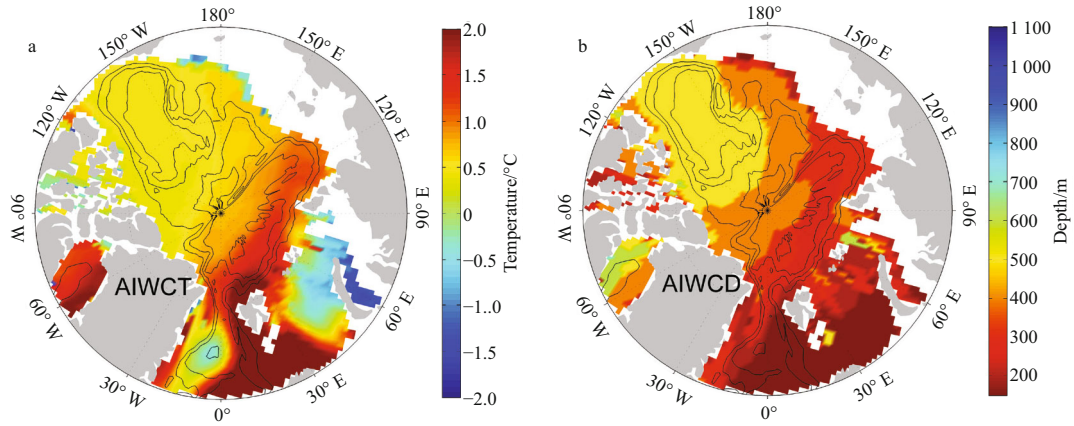 a
180°
150° W
150° E
120° W
120° E
90° W
90° E
60° W
60° E
30° W
30° E
0°
AIWCT
2.0
1.5
1.0
0.5
0
−0.5
−1.0
−1.5
−2.0
Temperature/°C
b
180°
150° W
150° E
120° W
120° E
90° W
90° E
60° W
60° E
30° W
30° E
0°
AIWCD
1 100
1 000
900
800
700
600
500
400
300
200
Depth/m